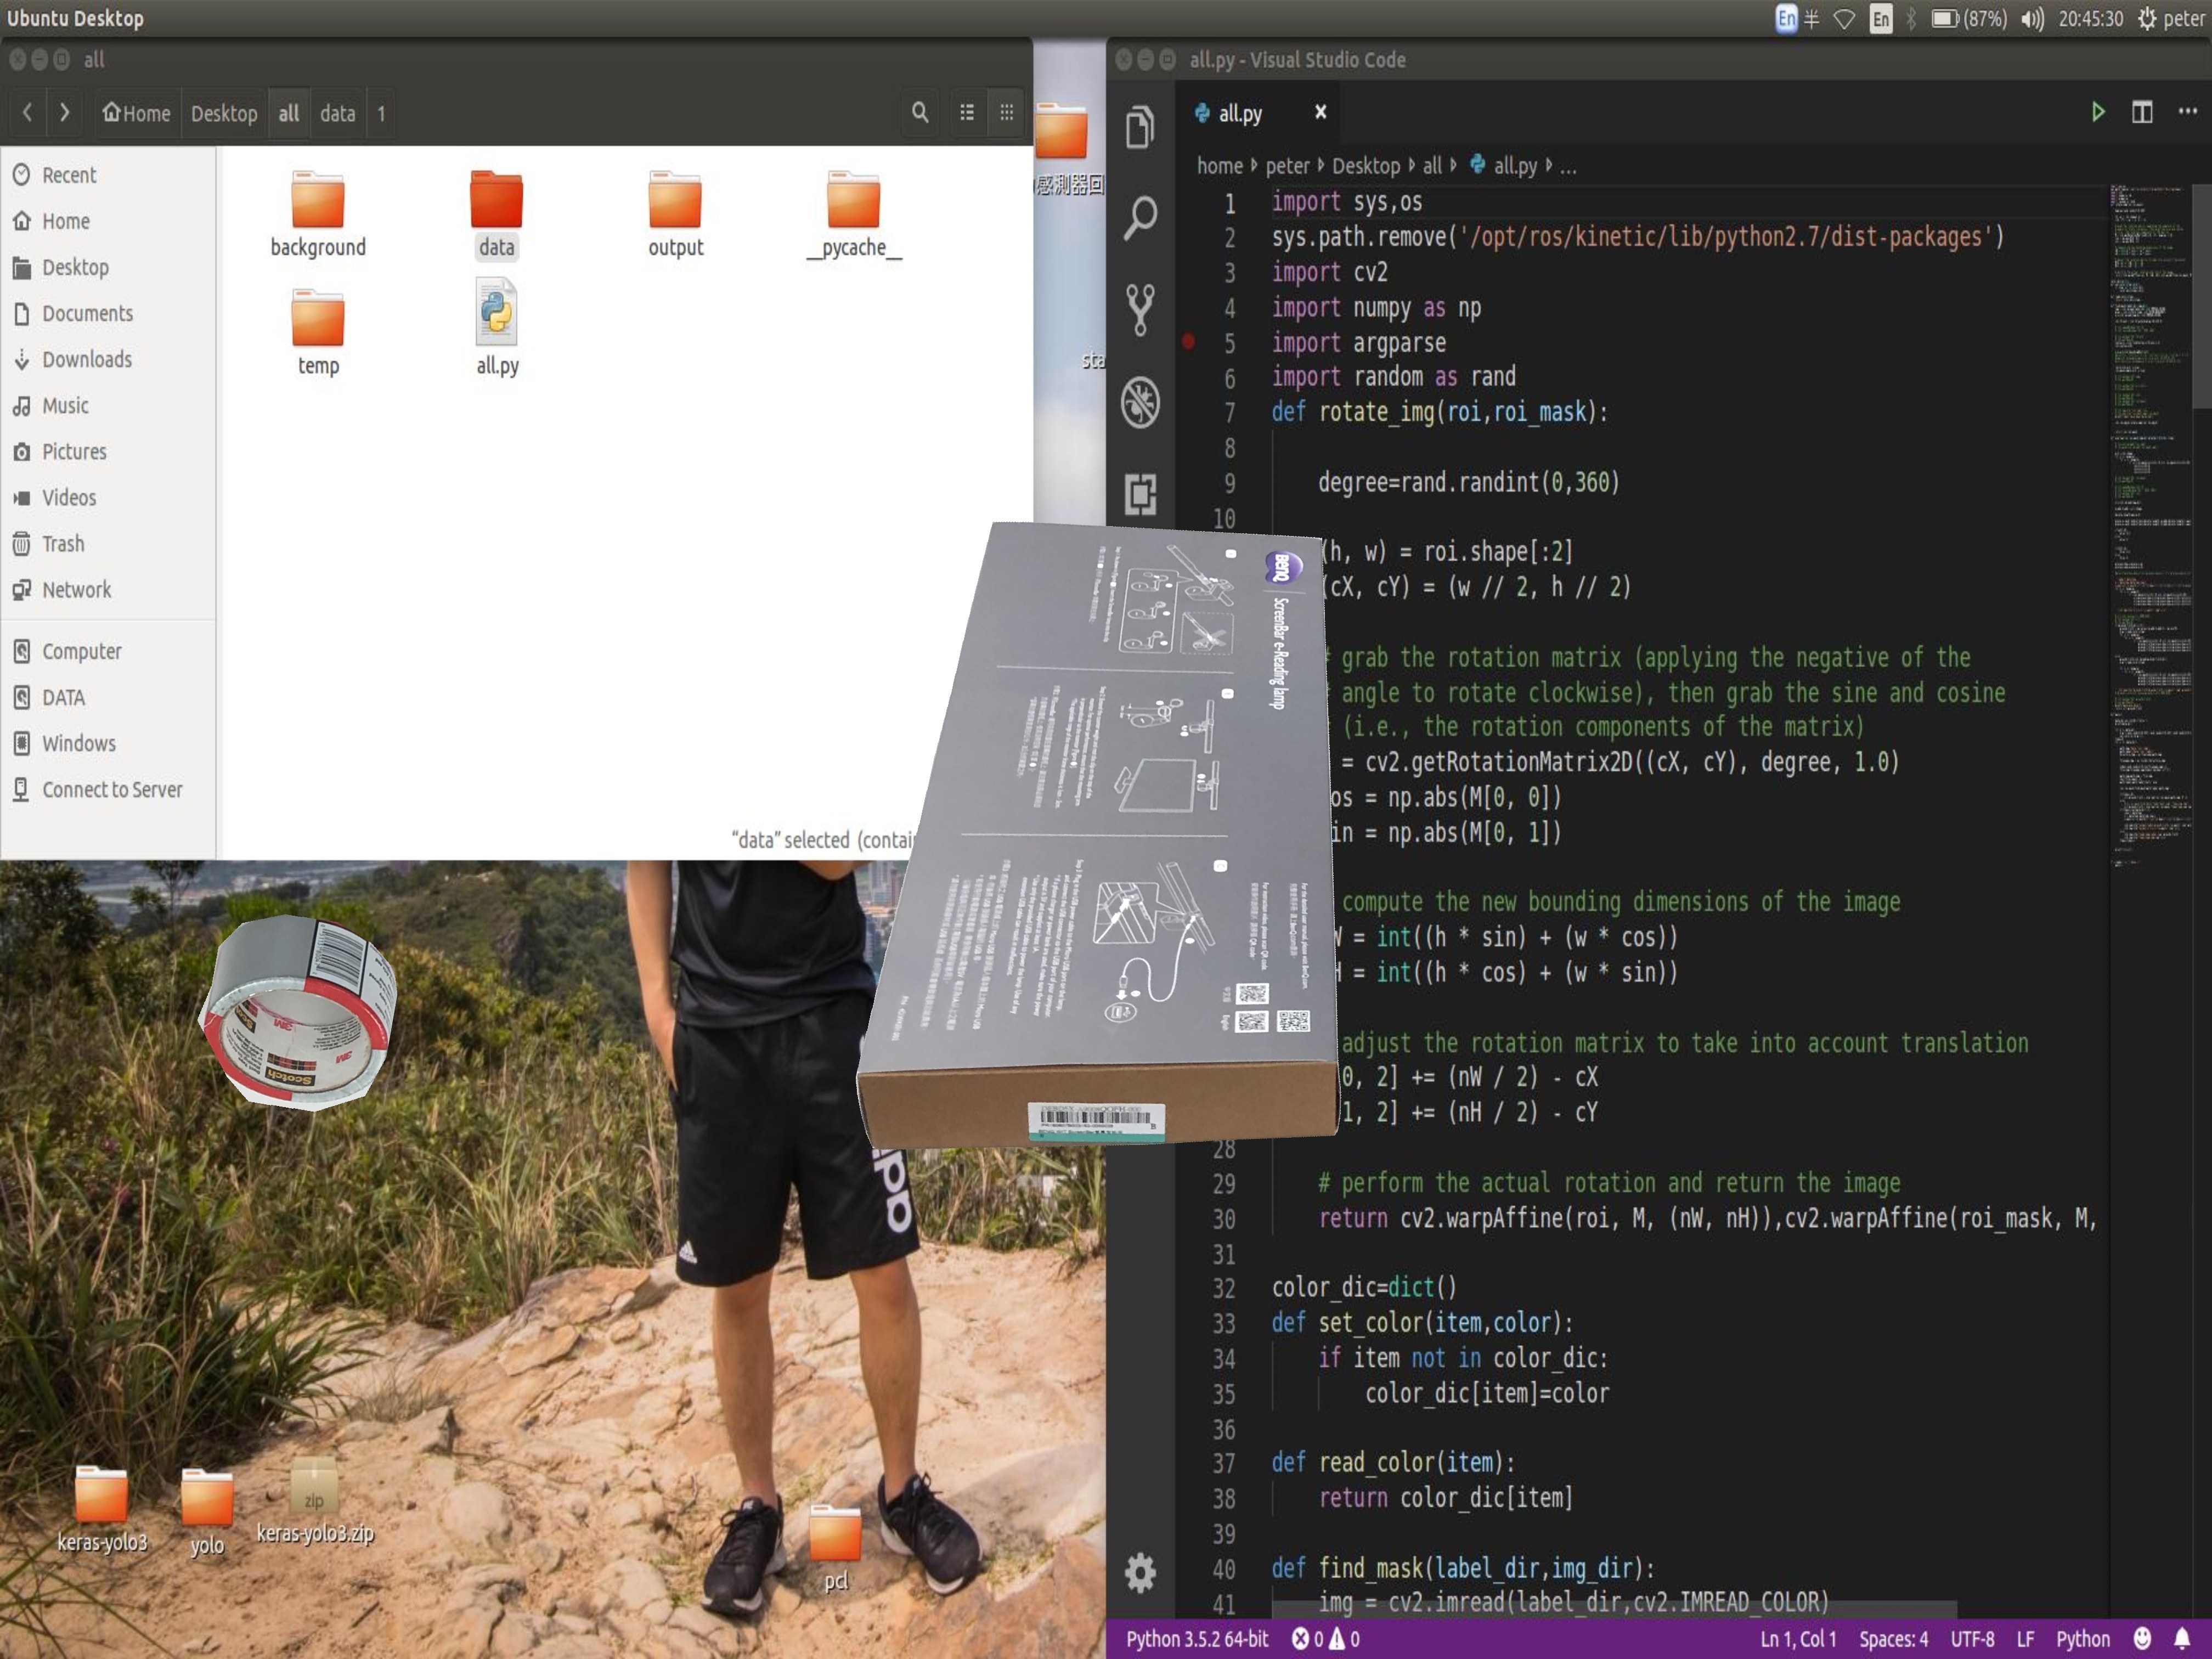 Ubuntu Desktop
En
En
(87%)
20:45:30
peter
all
Home
Desktop
all
data
1
Recent
Home
Desktop
Documents
Downloads
Music
Pictures
Videos
Trash
Network
Computer
DATA
Windows
Connect to Server
background
data
output
__pycache__
temp
all.py
"data" selected (contai
感測器回
sta
BenQ
ScreenBar e-Reading lamp
中文版
English
3M
Scotch
3M
Scotch
keras-yolo3
yolo
zip
keras-yolo3.zip
pcl
all.py - Visual Studio Code
all.py
home
peter
Desktop
all
all.py
...
1 import sys,os
2 sys.path.remove('/opt/ros/kinetic/lib/python2.7/dist-packages')
3 import cv2
4 import numpy as np
5 import argparse
6 import random as rand
7 def rotate_img(roi,roi_mask):
8
9 degree=rand.randint(0,360)
10
(h, w) = roi.shape[:2]
(cX, cY) = (w // 2, h // 2)
grab the rotation matrix (applying the negative of the
angle to rotate clockwise), then grab the sine and cosine
(i.e., the rotation components of the matrix)
= cv2.getRotationMatrix2D((cX, cY), degree, 1.0)
os = np.abs(M[0, 0])
in = np.abs(M[0, 1])
compute the new bounding dimensions of the image
W = int((h * sin) + (w * cos))
H = int((h * cos) + (w * sin))
adjust the rotation matrix to take into account translation
0, 2] += (nW / 2) - cX
1, 2] += (nH / 2) - cY
28
29 # perform the actual rotation and return the image
30 return cv2.warpAffine(roi, M, (nW, nH)),cv2.warpAffine(roi_mask, M,
31
32 color_dic=dict()
33 def set_color(item,color):
34 if item not in color_dic:
35 color_dic[item]=color
36
37 def read_color(item):
38 return color_dic[item]
39
40 def find_mask(label_dir,img_dir):
41 img = cv2.imread(label_dir,cv2.IMREAD_COLOR)
Python 3.5.2 64-bit
0
0
Ln 1, Col 1
Spaces: 4
UTF-8
LF
Python